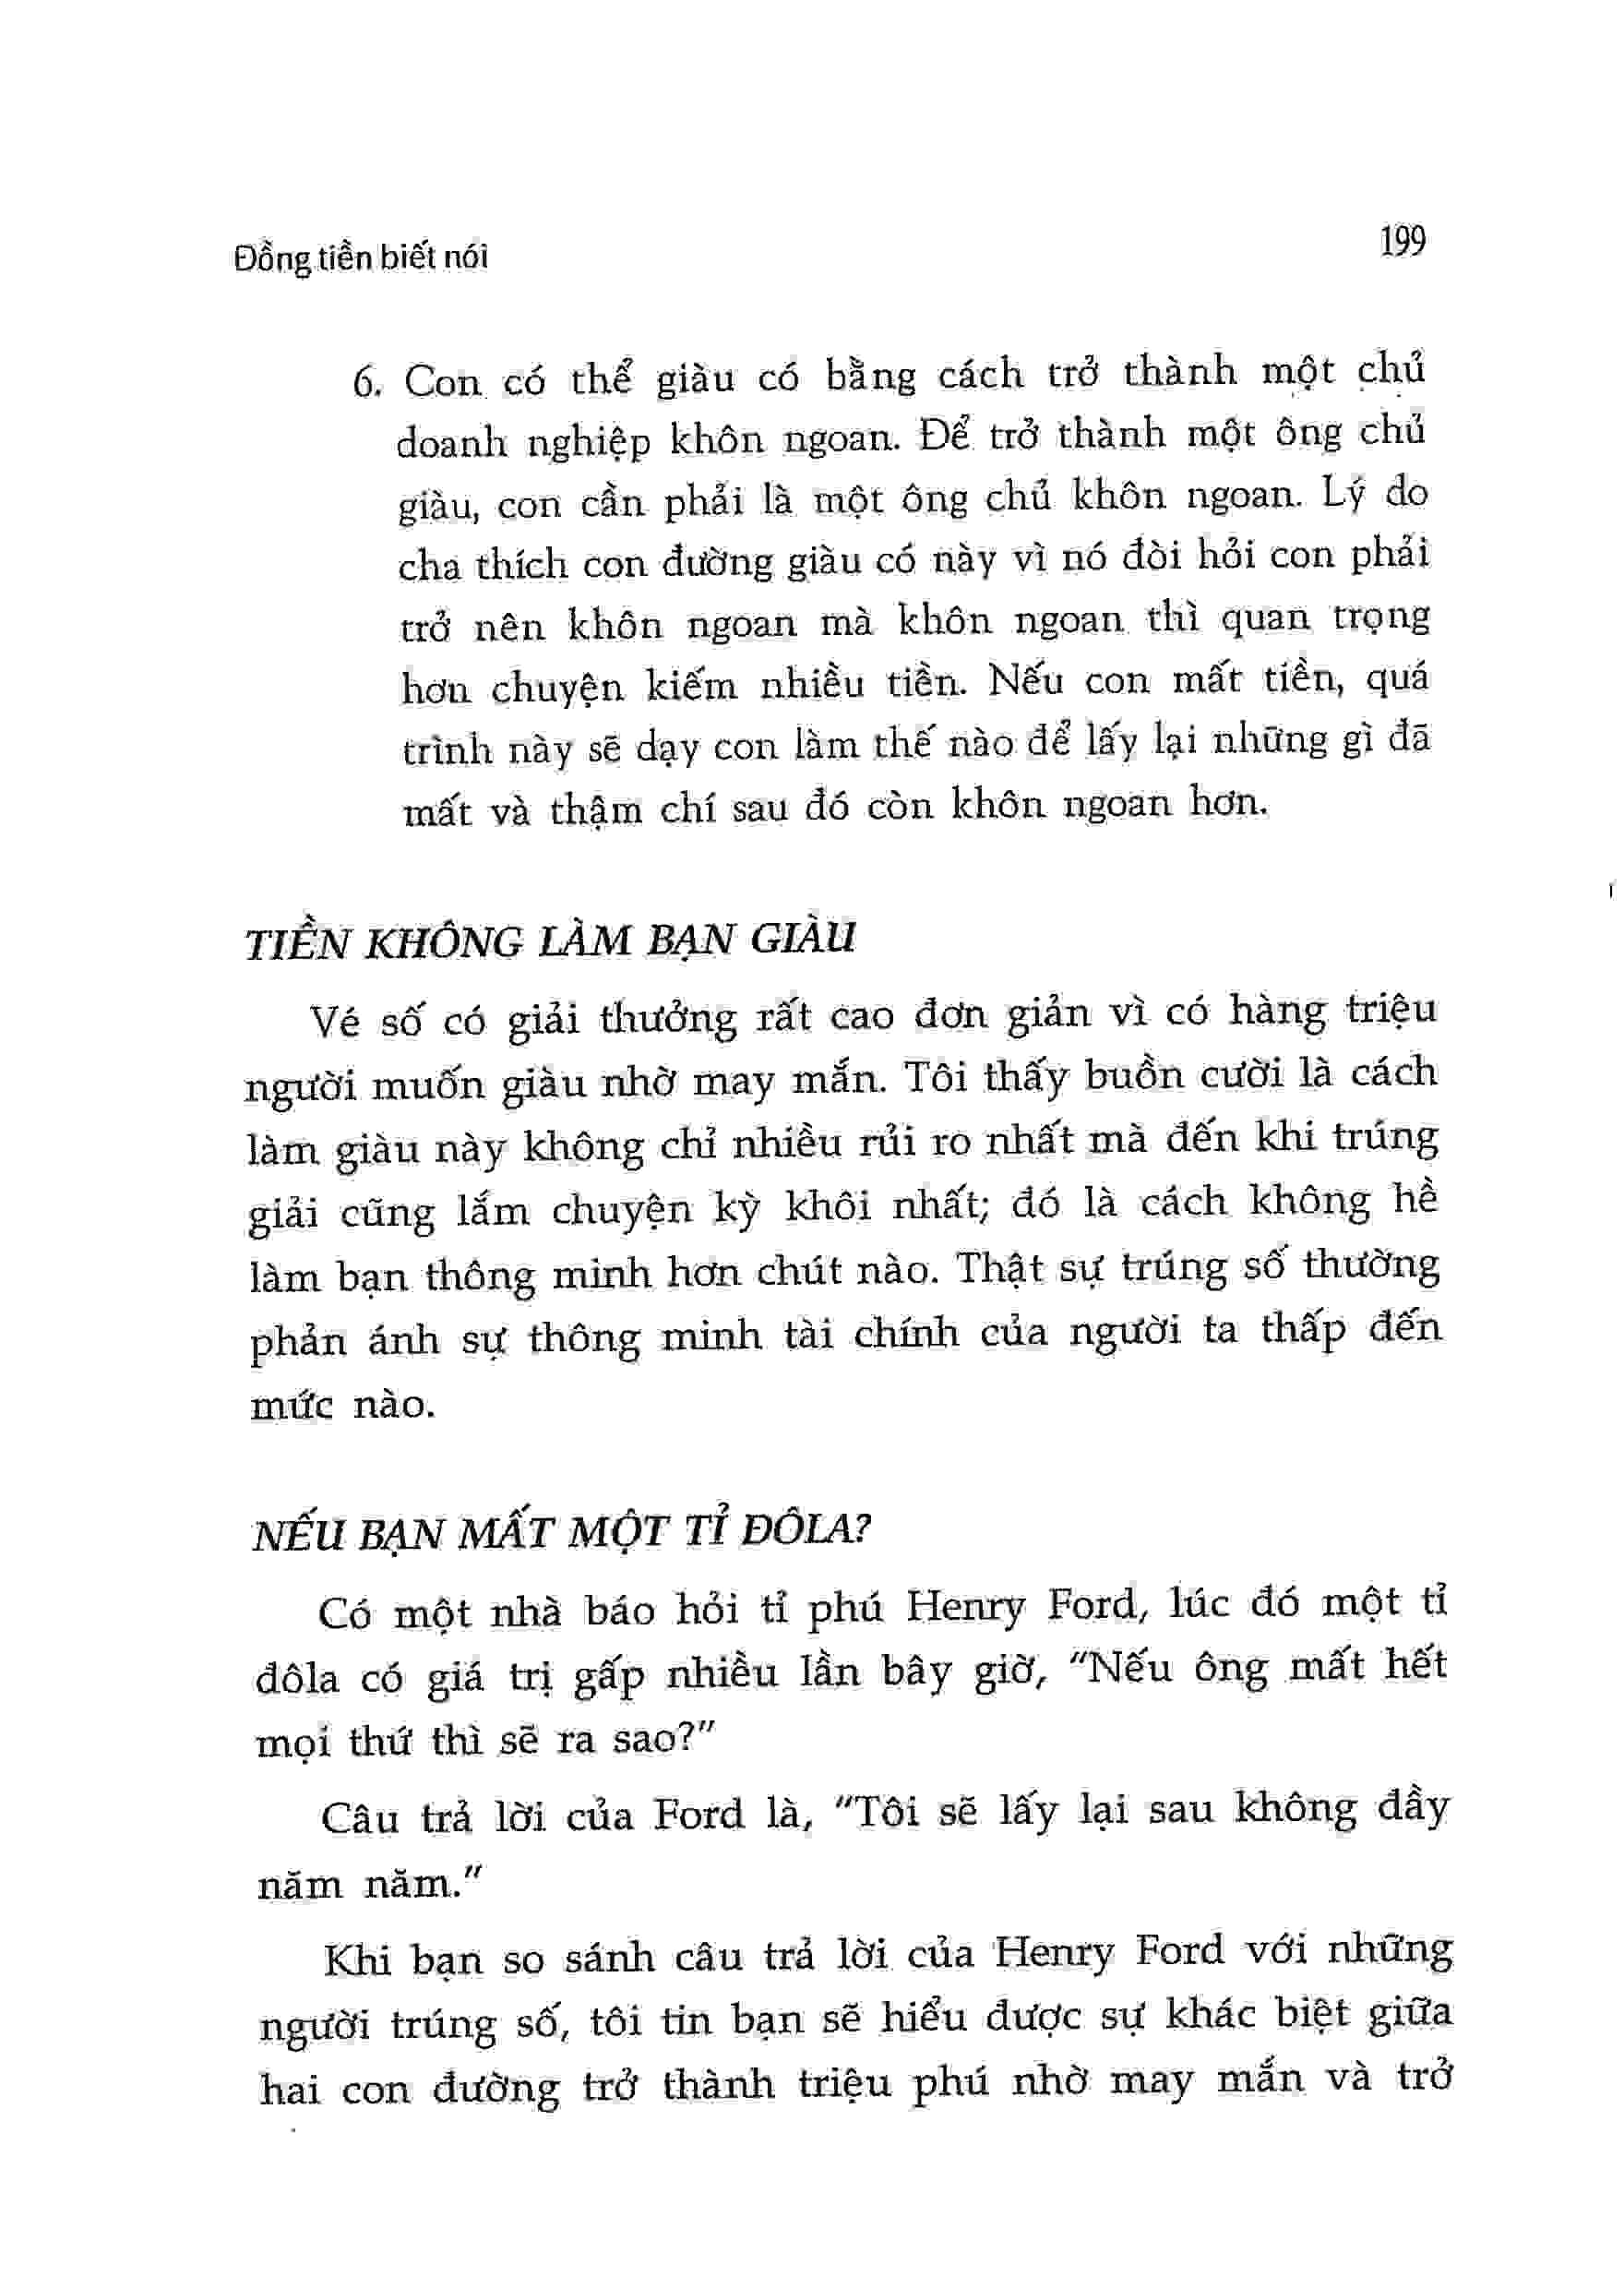 Đồng tiền biết nói
199
6. Con có thể giàu có bằng cách trở thành một chủ
doanh nghiệp khôn ngoan. Để trở thành một ông chủ
giàu, con cần phải là một ông chủ khôn ngoan. Lý do
cha thích con đường giàu có này vì nó đòi hỏi con phải
trở nên khôn ngoan mà khôn ngoan thì quan trọng
hơn chuyện kiếm nhiều tiền. Nếu con mất tiền, quá
trình này sẽ dạy con làm thế nào để lấy lại những gì đã
mất và thậm chí sau đó còn khôn ngoan hơn.
TIỀN KHÔNG LÀM BẠN GIÀU
Vé số có giải thưởng rất cao đơn giản vì có hàng triệu
người muốn giàu nhờ may mắn. Tôi thấy buồn cười là cách
làm giàu này không chỉ nhiều rủi ro nhất mà đến khi trúng
giải cũng lắm chuyện kỳ khôi nhất; đó là cách không hề
làm bạn thông minh hơn chút nào. Thật sự trúng số thường
phản ánh sự thông minh tài chính của người ta thấp đến
mức nào.
NẾU BẠN MẤT MỘT TỈ ĐÔLA?
Có một nhà báo hỏi tỉ phú Henry Ford, lúc đó một tỉ
đôla có giá trị gấp nhiều lần bây giờ, "Nếu ông mất hết
mọi thứ thì sẽ ra sao?"
Câu trả lời của Ford là, "Tôi sẽ lấy lại sau không đầy
năm năm."
Khi bạn so sánh câu trả lời của Henry Ford với những
người trúng số, tôi tin bạn sẽ hiểu được sự khác biệt giữa
hai con đường trở thành triệu phú nhờ may mắn và trở